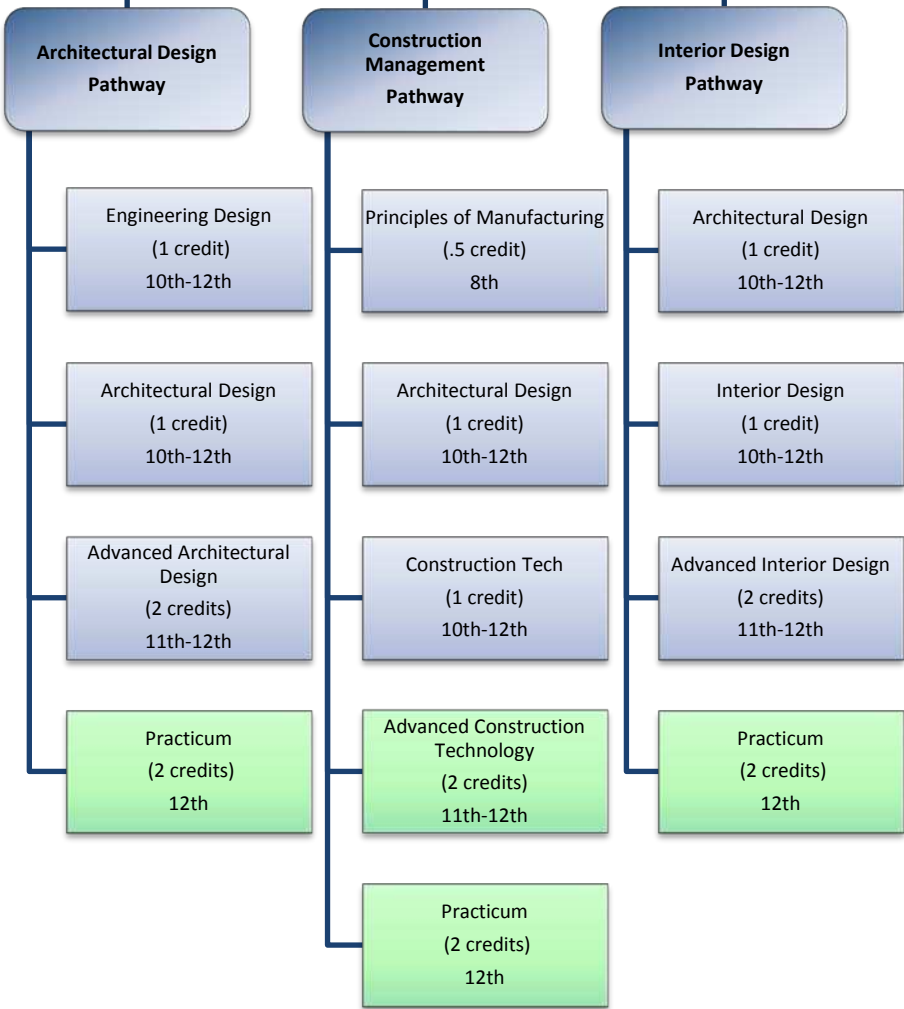 Architectural Design
Pathway
Engineering Design
(1 credit)
10th-12th
Architectural Design
(1 credit)
10th-12th
Advanced Architectural
Design
(2 credits)
11th-12th
Practicum
(2 credits)
12th
Construction
Management
Pathway
Principles of Manufacturing
(.5 credit)
8th
Architectural Design
(1 credit)
10th-12th
Construction Tech
(1 credit)
10th-12th
Advanced Construction
Technology
(2 credits)
11th-12th
Practicum
(2 credits)
12th
Interior Design
Pathway
Architectural Design
(1 credit)
10th-12th
Interior Design
(1 credit)
10th-12th
Advanced Interior Design
(2 credits)
11th-12th
Practicum
(2 credits)
12th